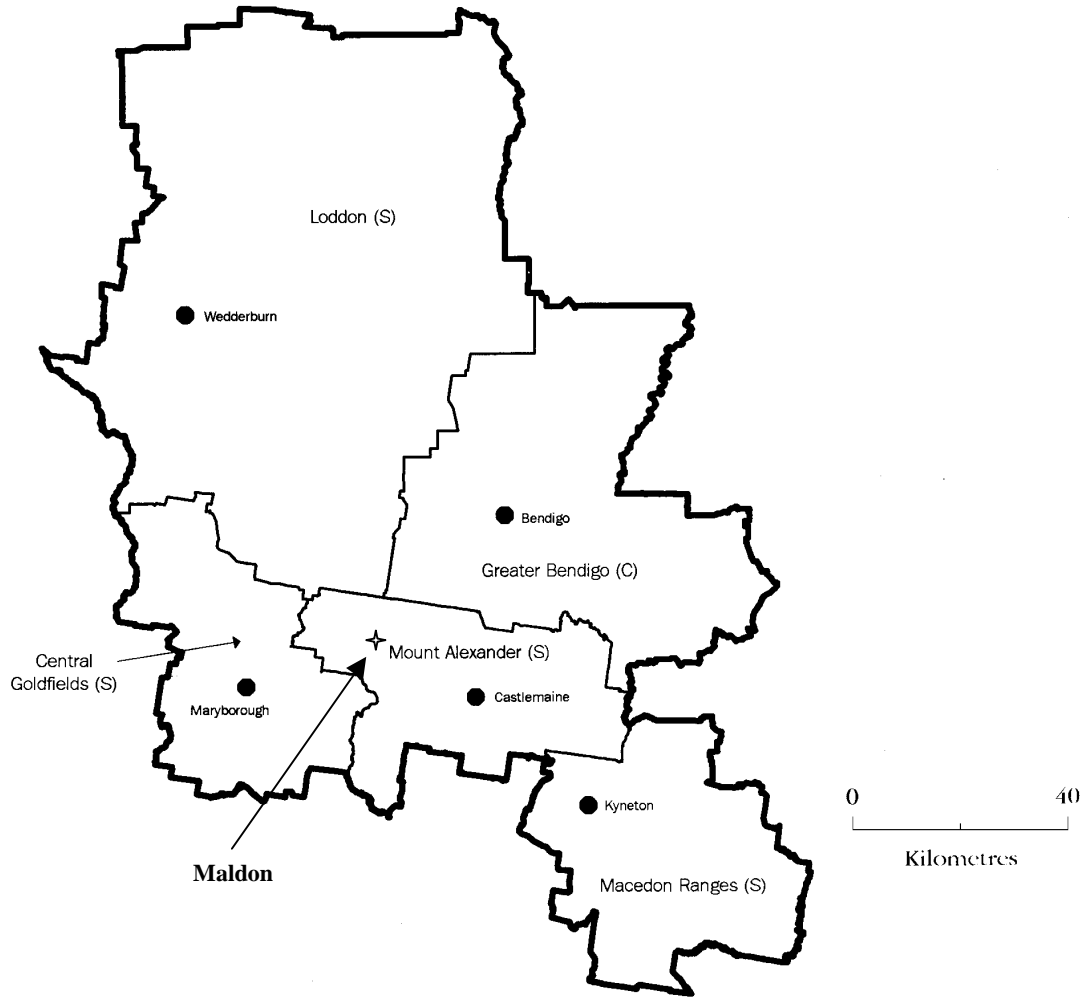 Loddon (S)
Wedderburn
Bendigo
Greater Bendigo (C)
Central
Goldfields (S)
Mount Alexander (S)
Maryborough
Castlemaine
Maldon
Kyneton
Macedon Ranges (S)
0 40
Kilometres